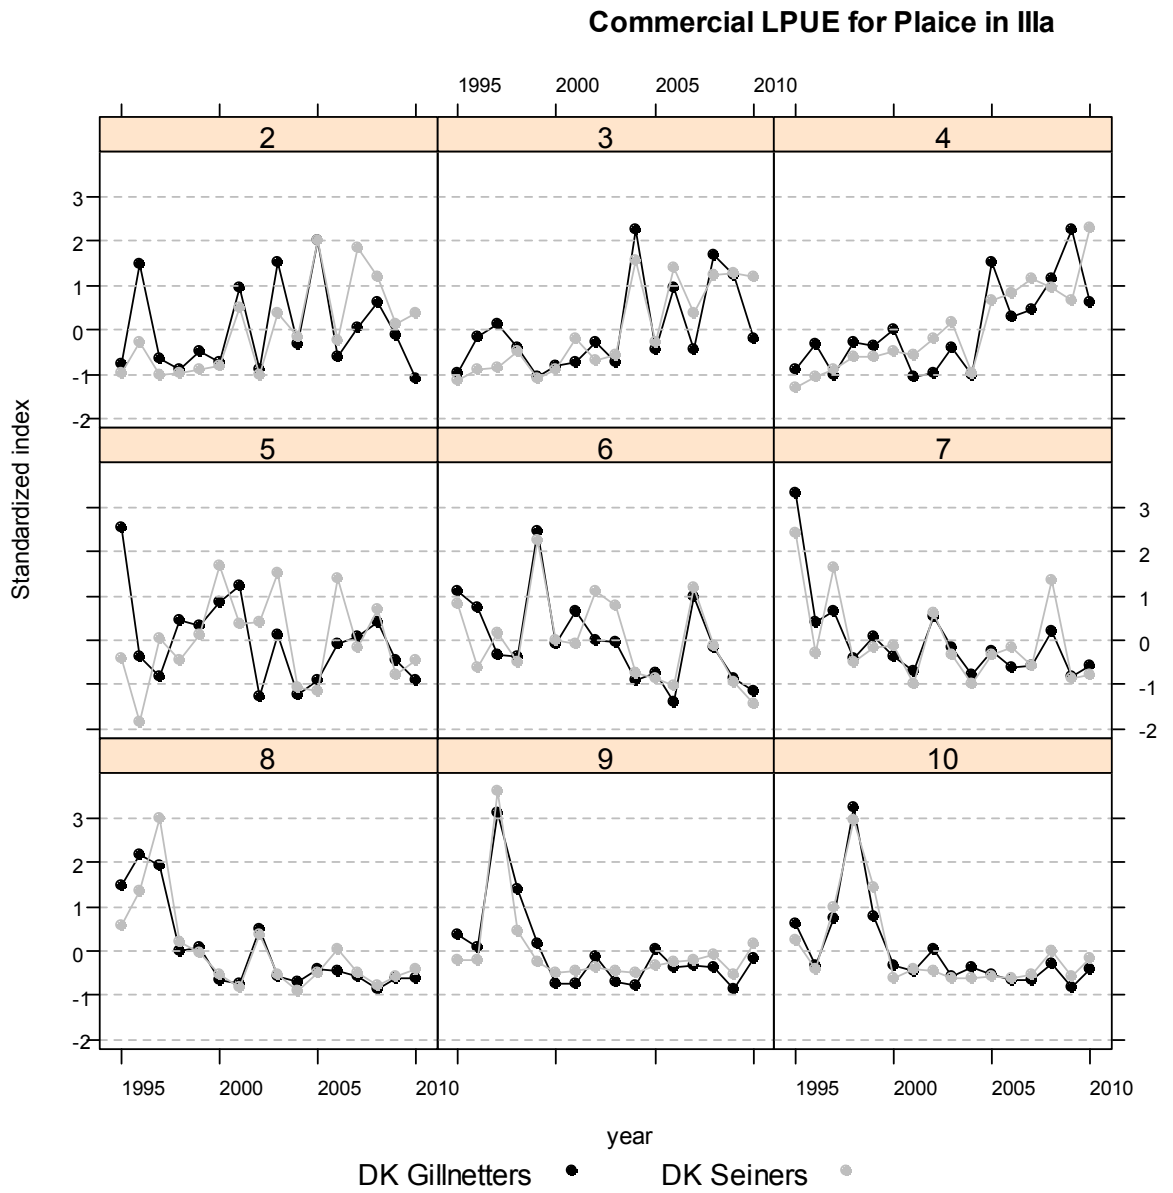 Commercial LPUE for Plaice in IIIa
1995 2000 2005 2010
2 3 4
3
2
1
0
-1
-2
Standardized index
5 6 7
3
2
1
0
-1
-2
8 9 10
3
2
1
0
-1
-2
1995 2000 2005 2010 1995 2000 2005 2010
year
DK Gillnetters DK Seiners